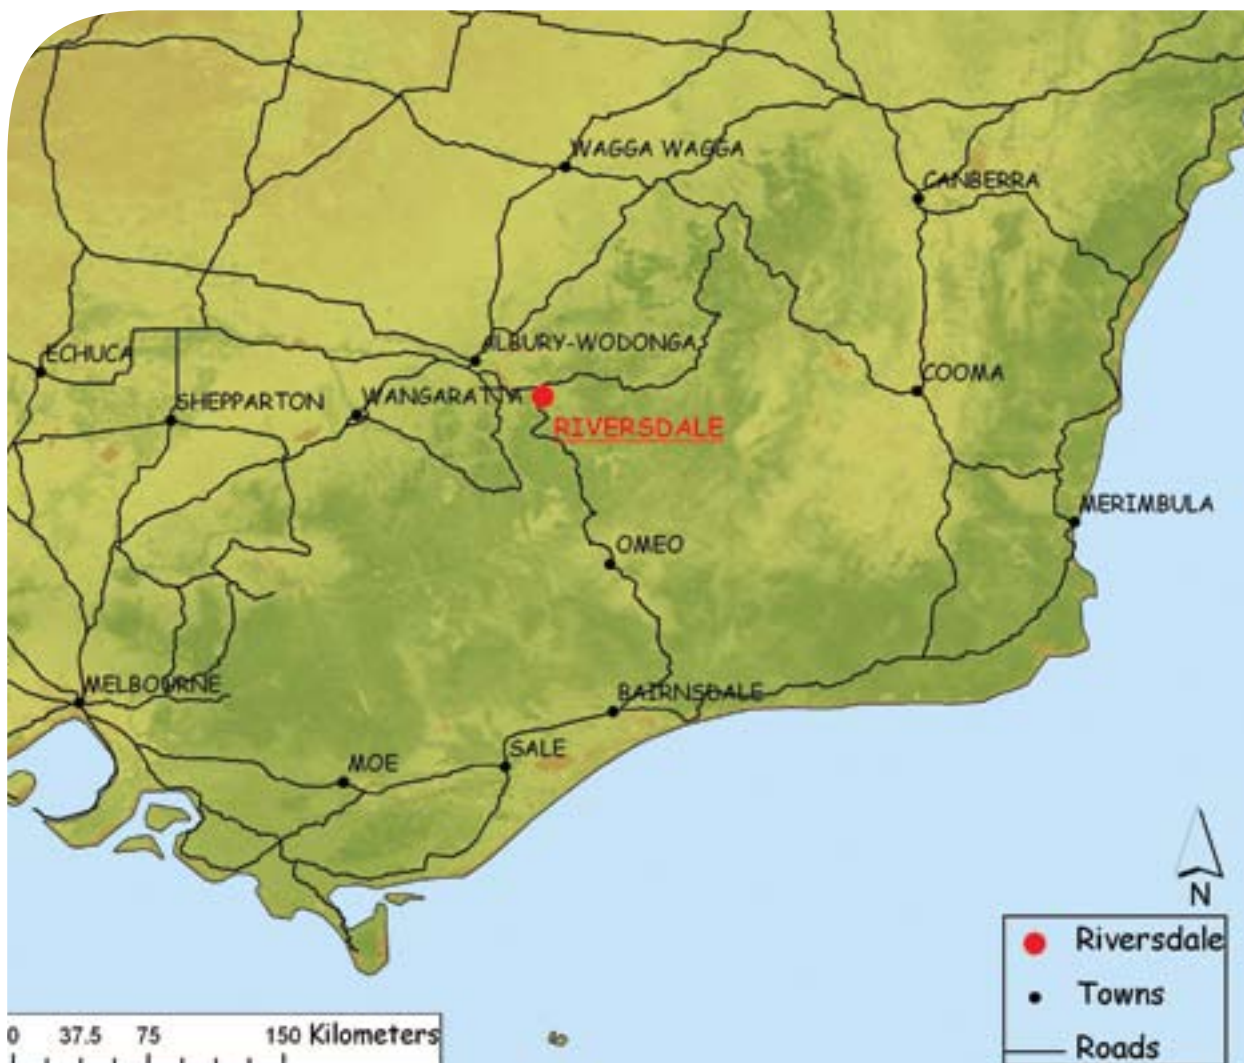 WAGGA WAGGA
CANBERRA
ALBURY-WODONGA
ECHUCA
COOMA
SHEPPARTON
WANGARATTA
RIVERSDALE
MERIMBULA
OMEO
MELBOURNE
BAIRNSDALE
SALE
MOE
N
Riversdale
Towns
Roads
0 37.5 75 150 Kilometers